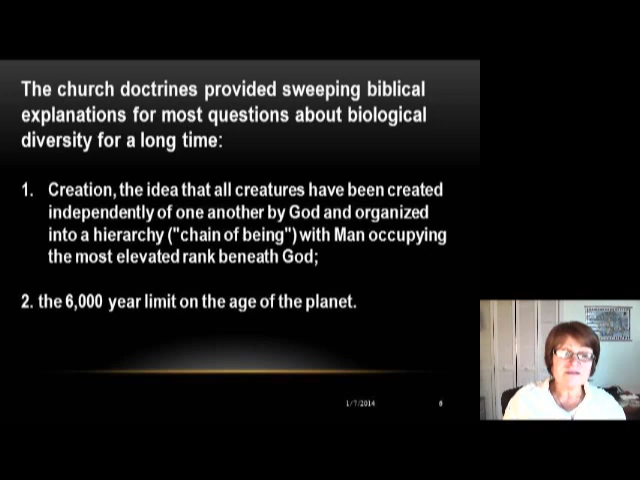 The church doctrines provided sweeping biblical
explanations for most questions about biological
diversity for a long time:
1. Creation, the idea that all creatures have been created
independently of one another by God and organized
into a hierarchy ("chain of being") with Man occupying
the most elevated rank beneath God;
2. the 6,000 year limit on the age of the planet.
1/7/2014 6